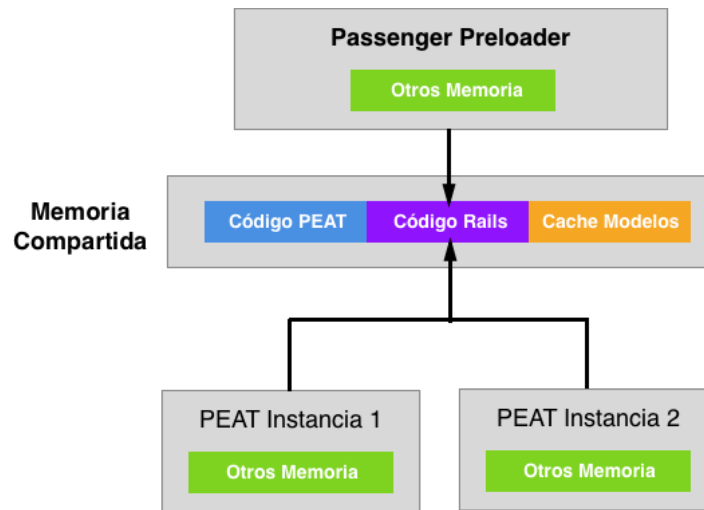 Passenger Preloader
Otros Memoria
Memoria
Compartida
Código PEAT
Código Rails
Cache Modelos
PEAT Instancia 1
Otros Memoria
PEAT Instancia 2
Otros Memoria